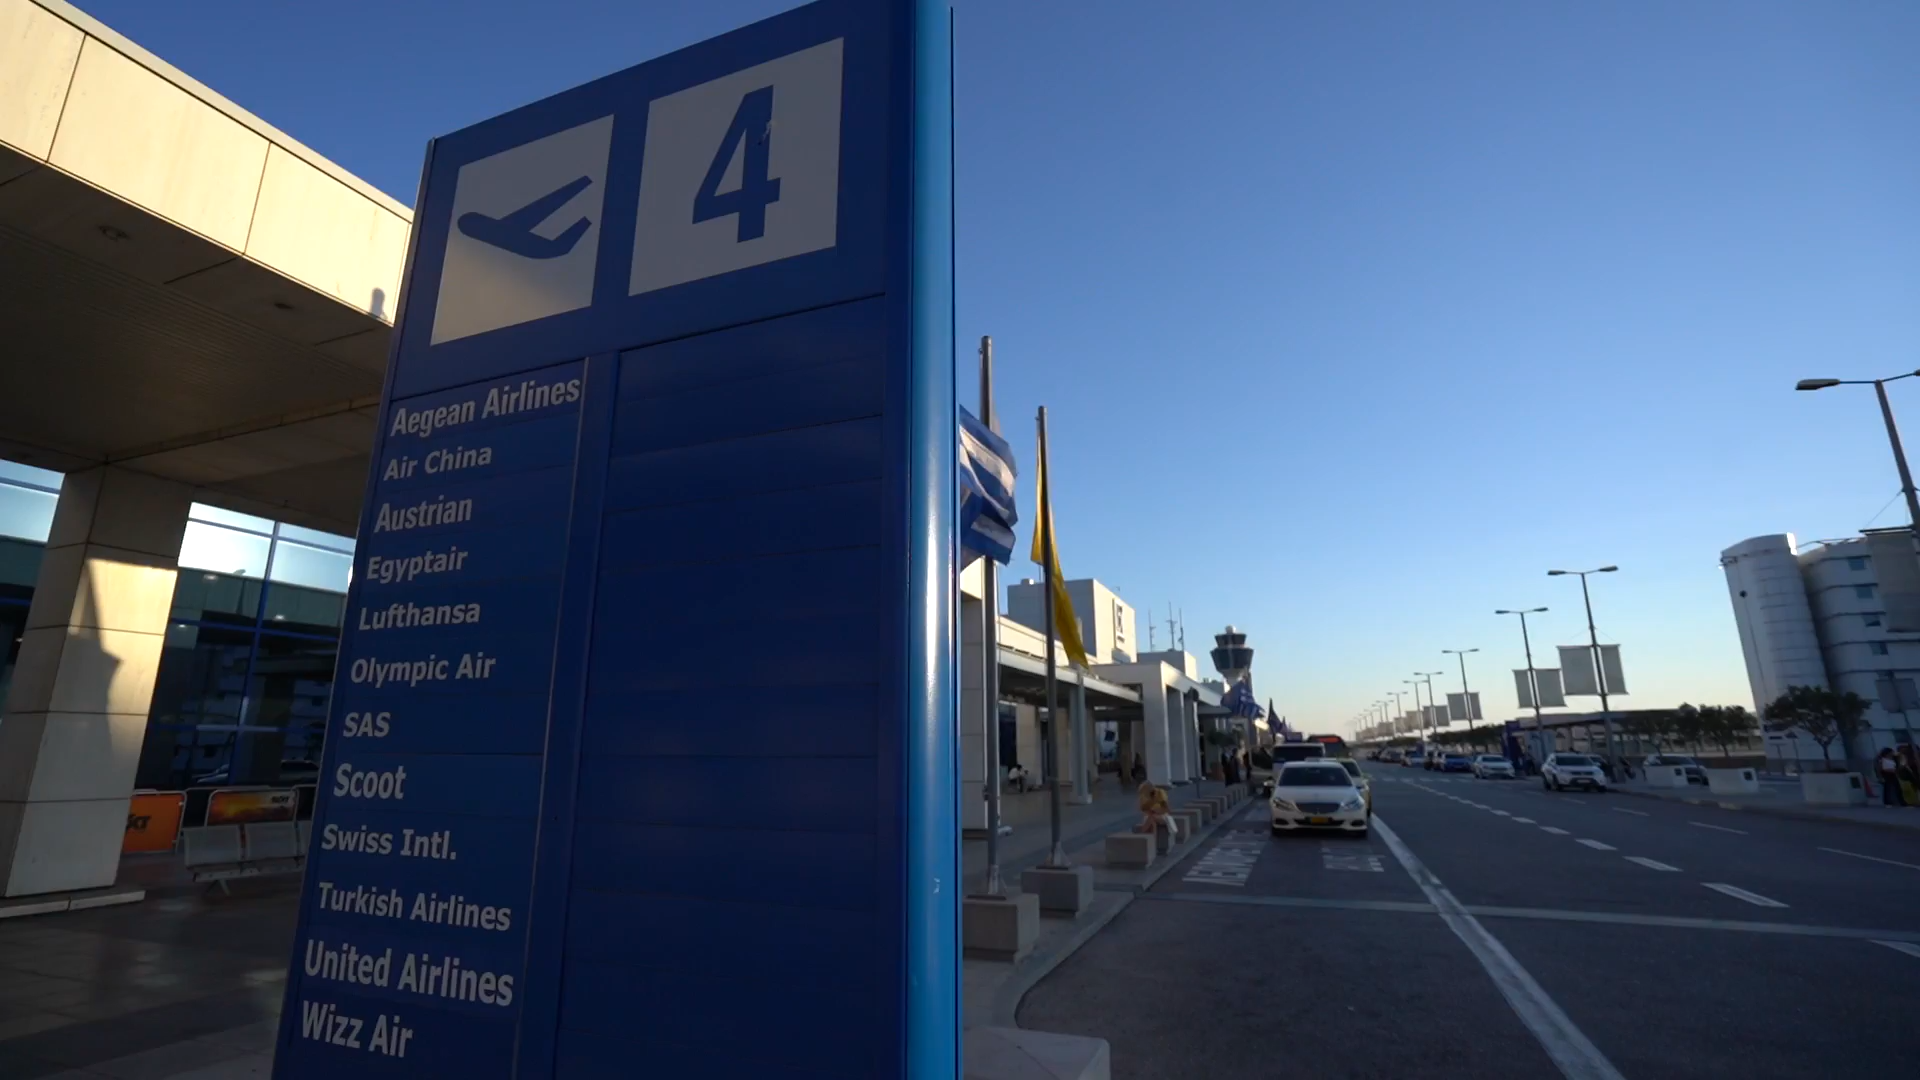 4
Aegean Airlines
Air China
Austrian
Egyptair
Lufthansa
Olympic Air
SAS
Scoot
Swiss Intl.
Turkish Airlines
United Airlines
Wizz Air